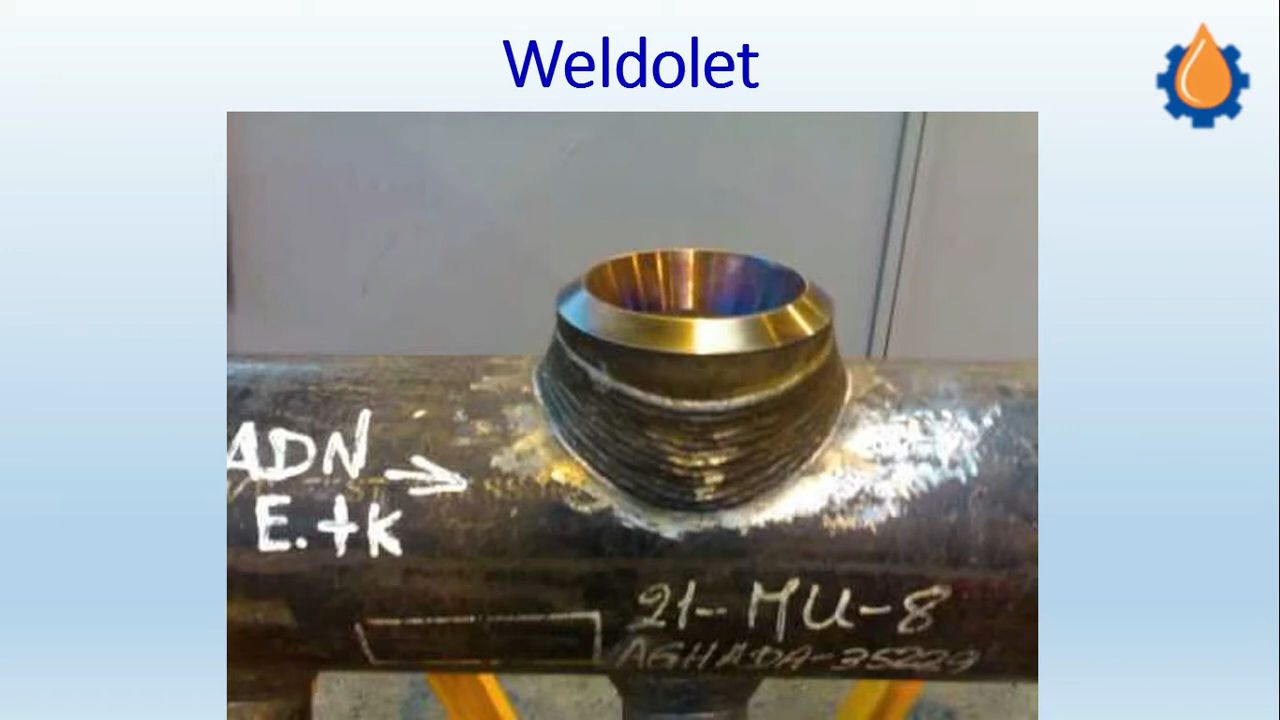 Weldolet
ADN →
E.+K
21-MU-8
AGHADA-35229